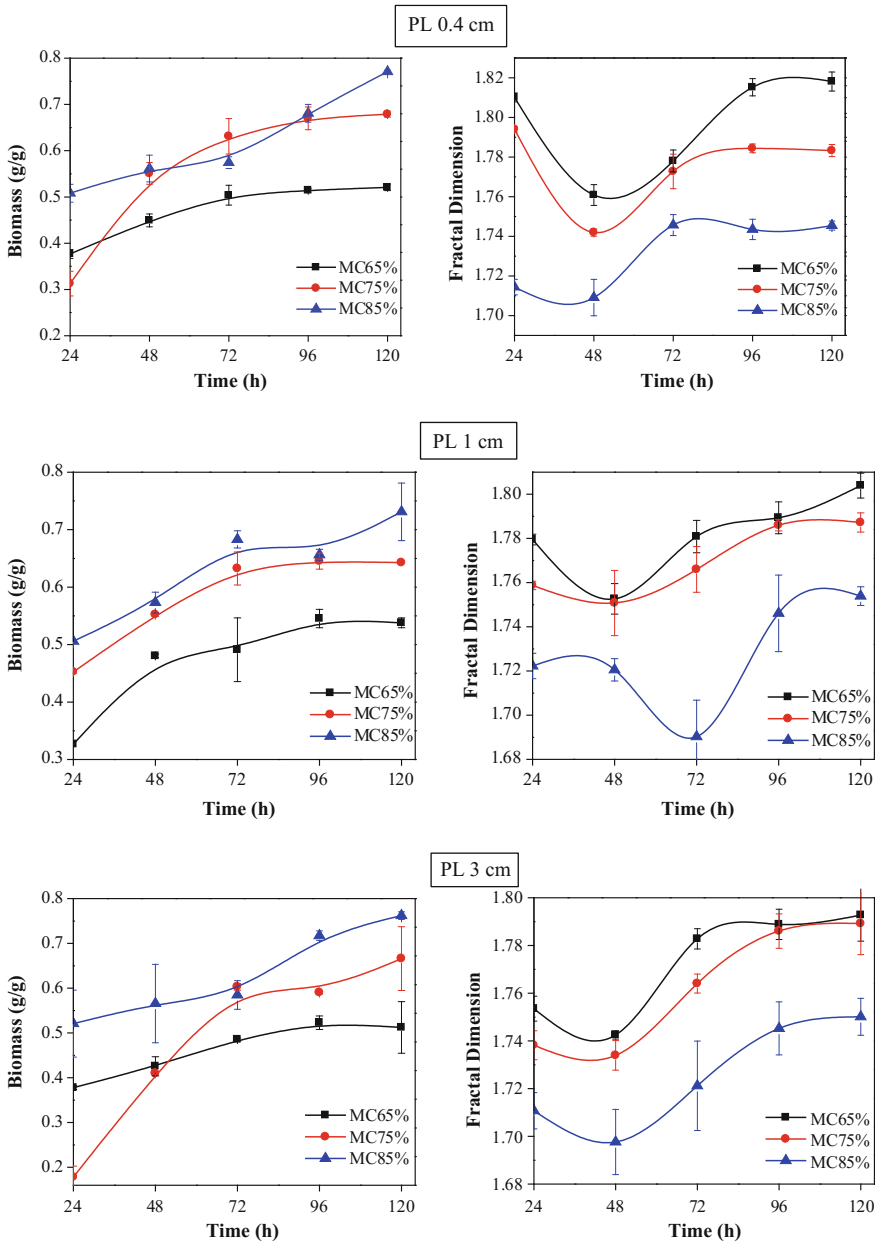 PL 0.4 cm
Biomass (g/g)
0.8
0.7
0.6
0.5
0.4
0.3
0.2
MC65%
MC75%
MC85%
24 48 72 96 120
Time (h)
Fractal Dimension
1.82
1.80
1.78
1.76
1.74
1.72
1.70
MC65%
MC75%
MC85%
24 48 72 96 120
Time (h)
PL 1 cm
Biomass (g/g)
0.8
0.7
0.6
0.5
0.4
0.3
MC65%
MC75%
MC85%
24 48 72 96 120
Time (h)
Fractal Dimension
1.80
1.78
1.76
1.74
1.72
1.70
1.68
MC65%
MC75%
MC85%
24 48 72 96 120
Time (h)
PL 3 cm
Biomass (g/g)
0.8
0.7
0.6
0.5
0.4
0.3
0.2
MC65%
MC75%
MC85%
24 48 72 96 120
Time (h)
Fractal Dimension
1.80
1.78
1.76
1.74
1.72
1.70
1.68
MC65%
MC75%
MC85%
24 48 72 96 120
Time (h)